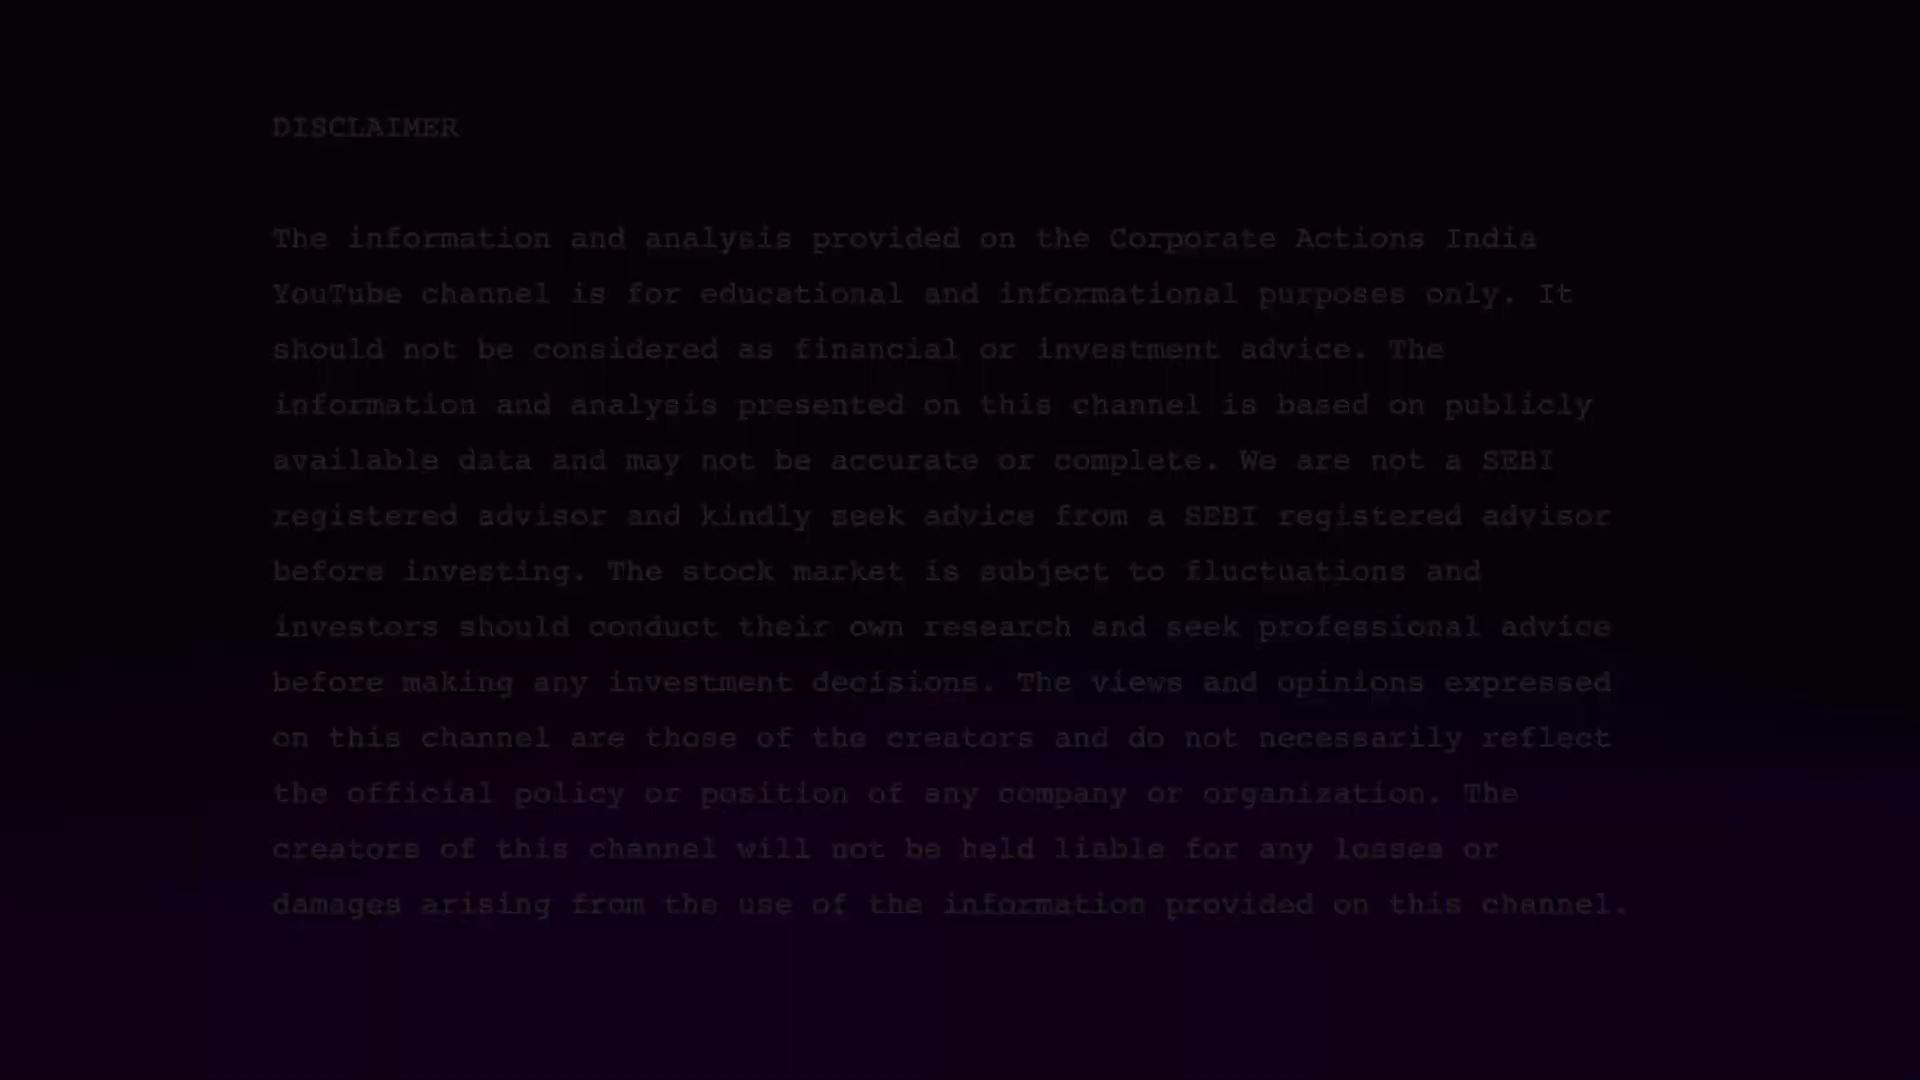 DISCLAIMER
The information and analysis provided on the Corporate Actions India
YouTube channel is for educational and informational purposes only. It
should not be considered as financial or investment advice. The
information and analysis presented on this channel is based on publicly
available data and may not be accurate or complete. We are not a SEBI
registered advisor and kindly seek advice from a SEBI registered advisor
before investing. The stock market is subject to fluctuations and
investors should conduct their own research and seek professional advice
before making any investment decisions. The views and opinions expressed
on this channel are those of the creators and do not necessarily reflect
the official policy or position of any company or organization. The
creators of this channel will not be held liable for any losses or
damages arising from the use of the information provided on this channel.